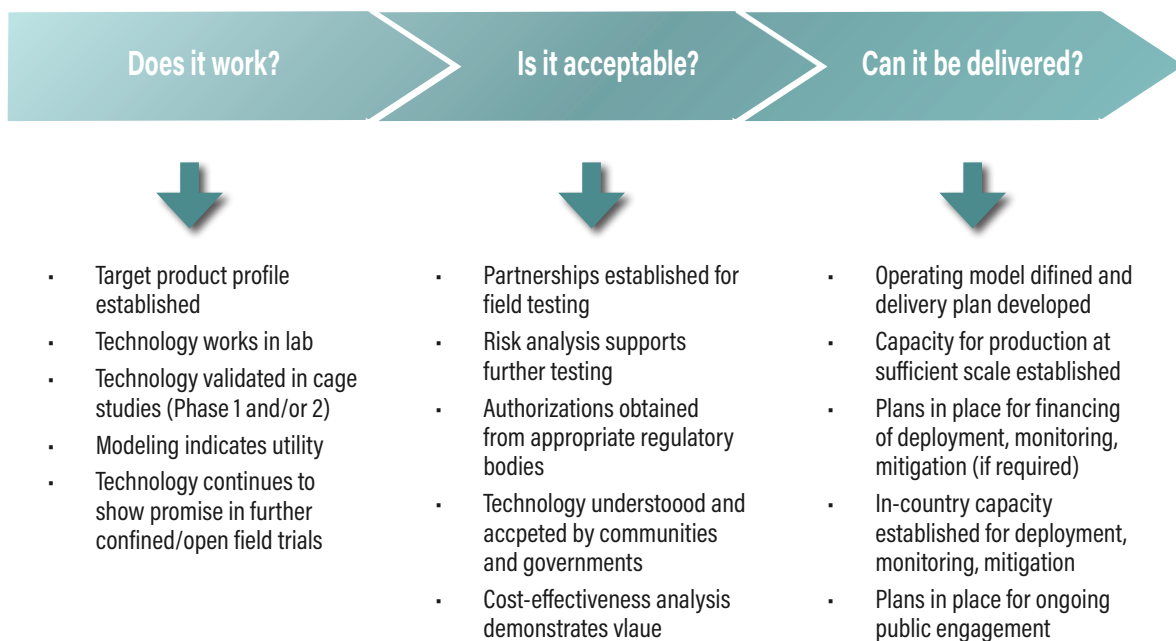 Does it work?
Is it acceptable?
Can it be delivered?
· Target product profile
established
· Technology works in lab
· Technology validated in cage
studies (Phase 1 and/or 2)
· Modeling indicates utility
· Technology continues to
show promise in further
confined/open field trials
· Partnerships established for
field testing
· Risk analysis supports
further testing
· Authorizations obtained
from appropriate regulatory
bodies
· Technology understoood and
accpeted by communities
and governments
· Cost-effectiveness analysis
demonstrates vlaue
· Operating model difined and
delivery plan developed
· Capacity for production at
sufficient scale established
· Plans in place for financing
of deployment, monitoring,
mitigation (if required)
· In-country capacity
established for deployment,
monitoring, mitigation
· Plans in place for ongoing
public engagement